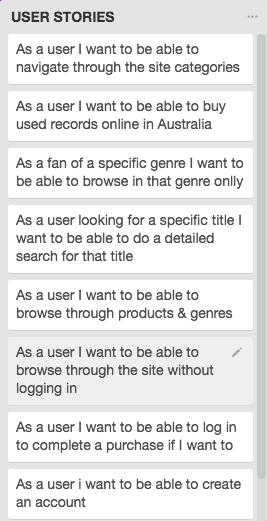 USER STORIES ...
As a user I want to be able to
navigate through the site categories
As a user I want to be able to buy
used records online in Australia
As a fan of a specific genre I want to
be able to browse in that genre onlly
As a user looking for a specific title I
want to be able to do a detailed
search for that title
As a user I want to be able to
browse through products & genres
As a user I want to be able to
browse through the site without
logging in
As a user I want to be able to log in
to complete a purchase if I want to
As a user i want to be able to create
an account